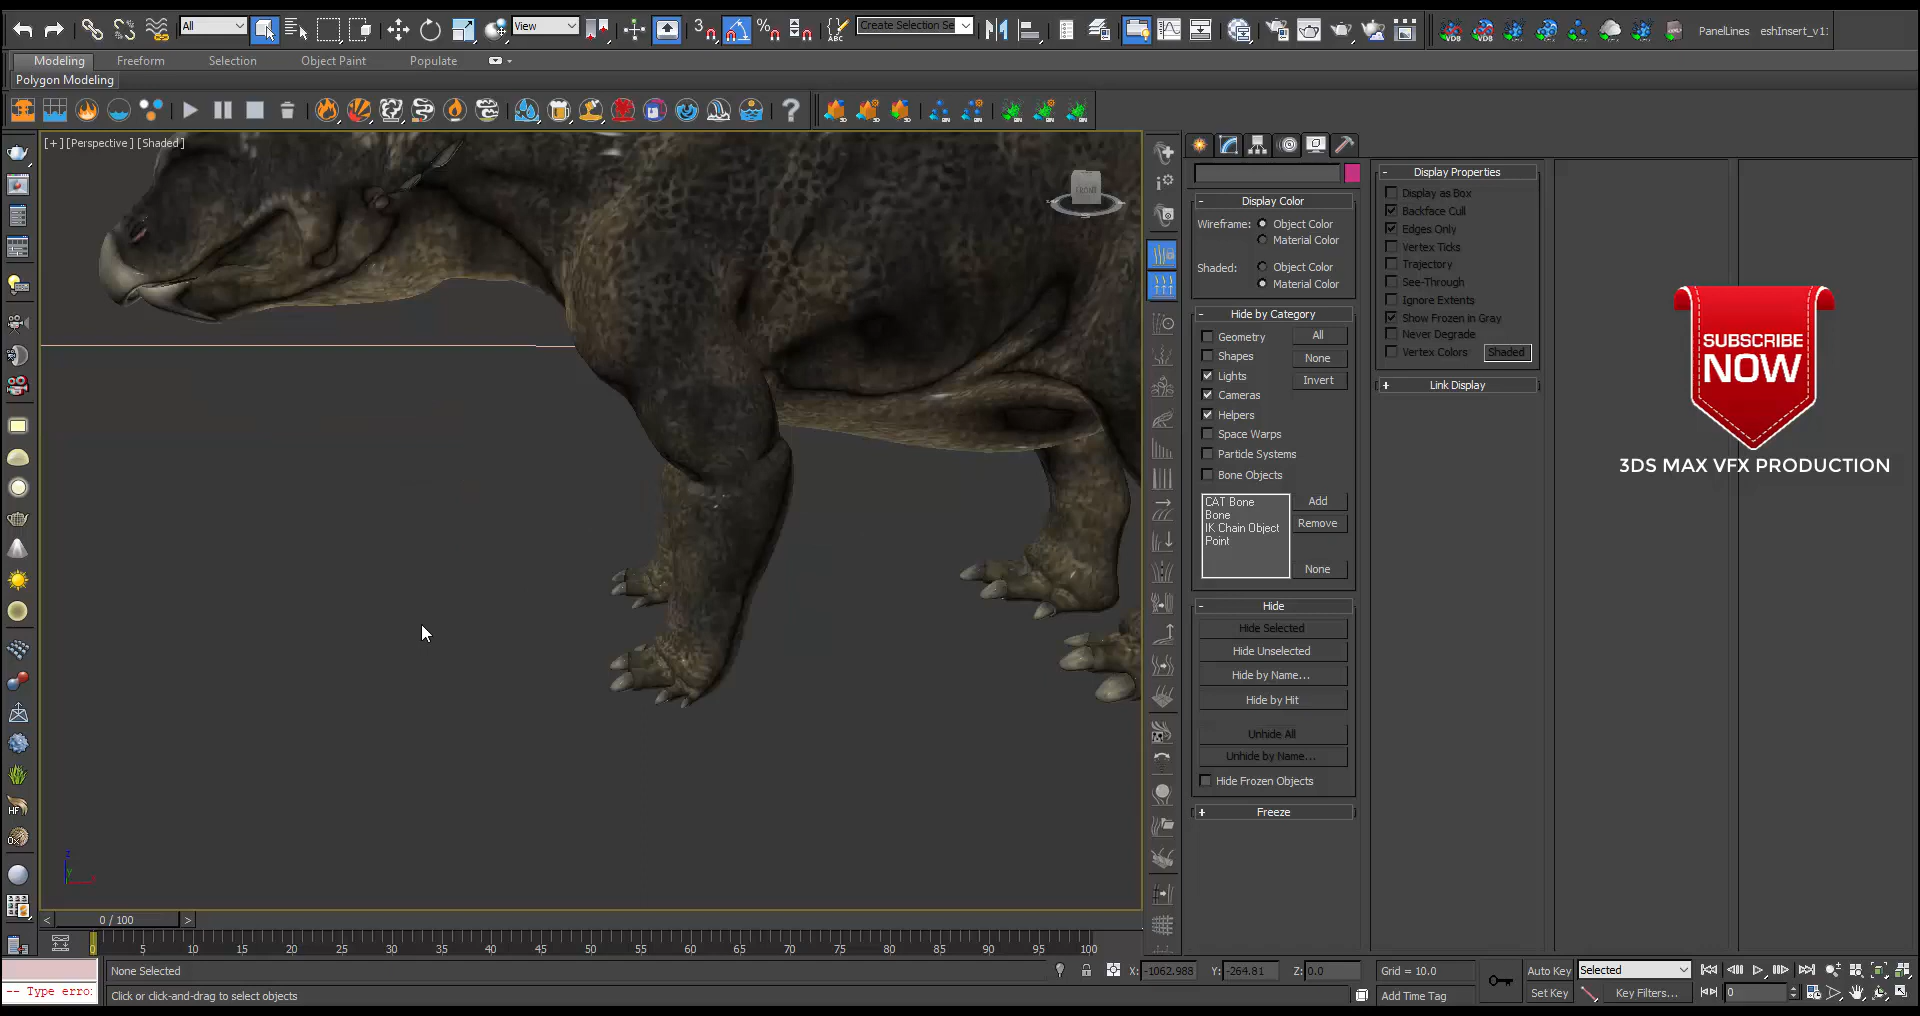 All
View
3
%
ABC
Create Selection Se
VDB
VDB
PanelLines
eshInsert_v1
Modeling
Freeform
Selection
Object Paint
Populate
Polygon Modeling
?
[+] [Perspective ] [Shaded ]
FRONT
- Display Color
Wireframe: Object Color
Material Color
Shaded: Object Color
Material Color
- Hide by Category
Geometry
All
Shapes
None
Lights
Invert
Cameras
Helpers
Space Warps
Particle Systems
Bone Objects
CAT Bone
Bone
IK Chain Object
Point
Add
Remove
None
- Hide
Hide Selected
Hide Unselected
Hide by Name...
Hide by Hit
Unhide All
Unhide by Name...
Hide Frozen Objects
+ Freeze
- Display Properties
Display as Box
Backface Cull
Edges Only
Vertex Ticks
Trajectory
See-Through
Ignore Extents
Show Frozen in Gray
Never Degrade
Vertex Colors Shaded
+ Link Display
SUBSCRIBE
NOW
3DS MAX VFX PRODUCTION
HF
z
y
< 0 / 100 >
0 5 10 15 20 25 30 35 40 45 50 55 60 65 70 75 80 85 90 95 100
None Selected
X: -1062.988 Y: -264.81 Z: 0.0
Grid = 10.0
Auto Key
Selected
-- Type erro:
Click or click-and-drag to select objects
Add Time Tag
Set Key
Key Filters...
0